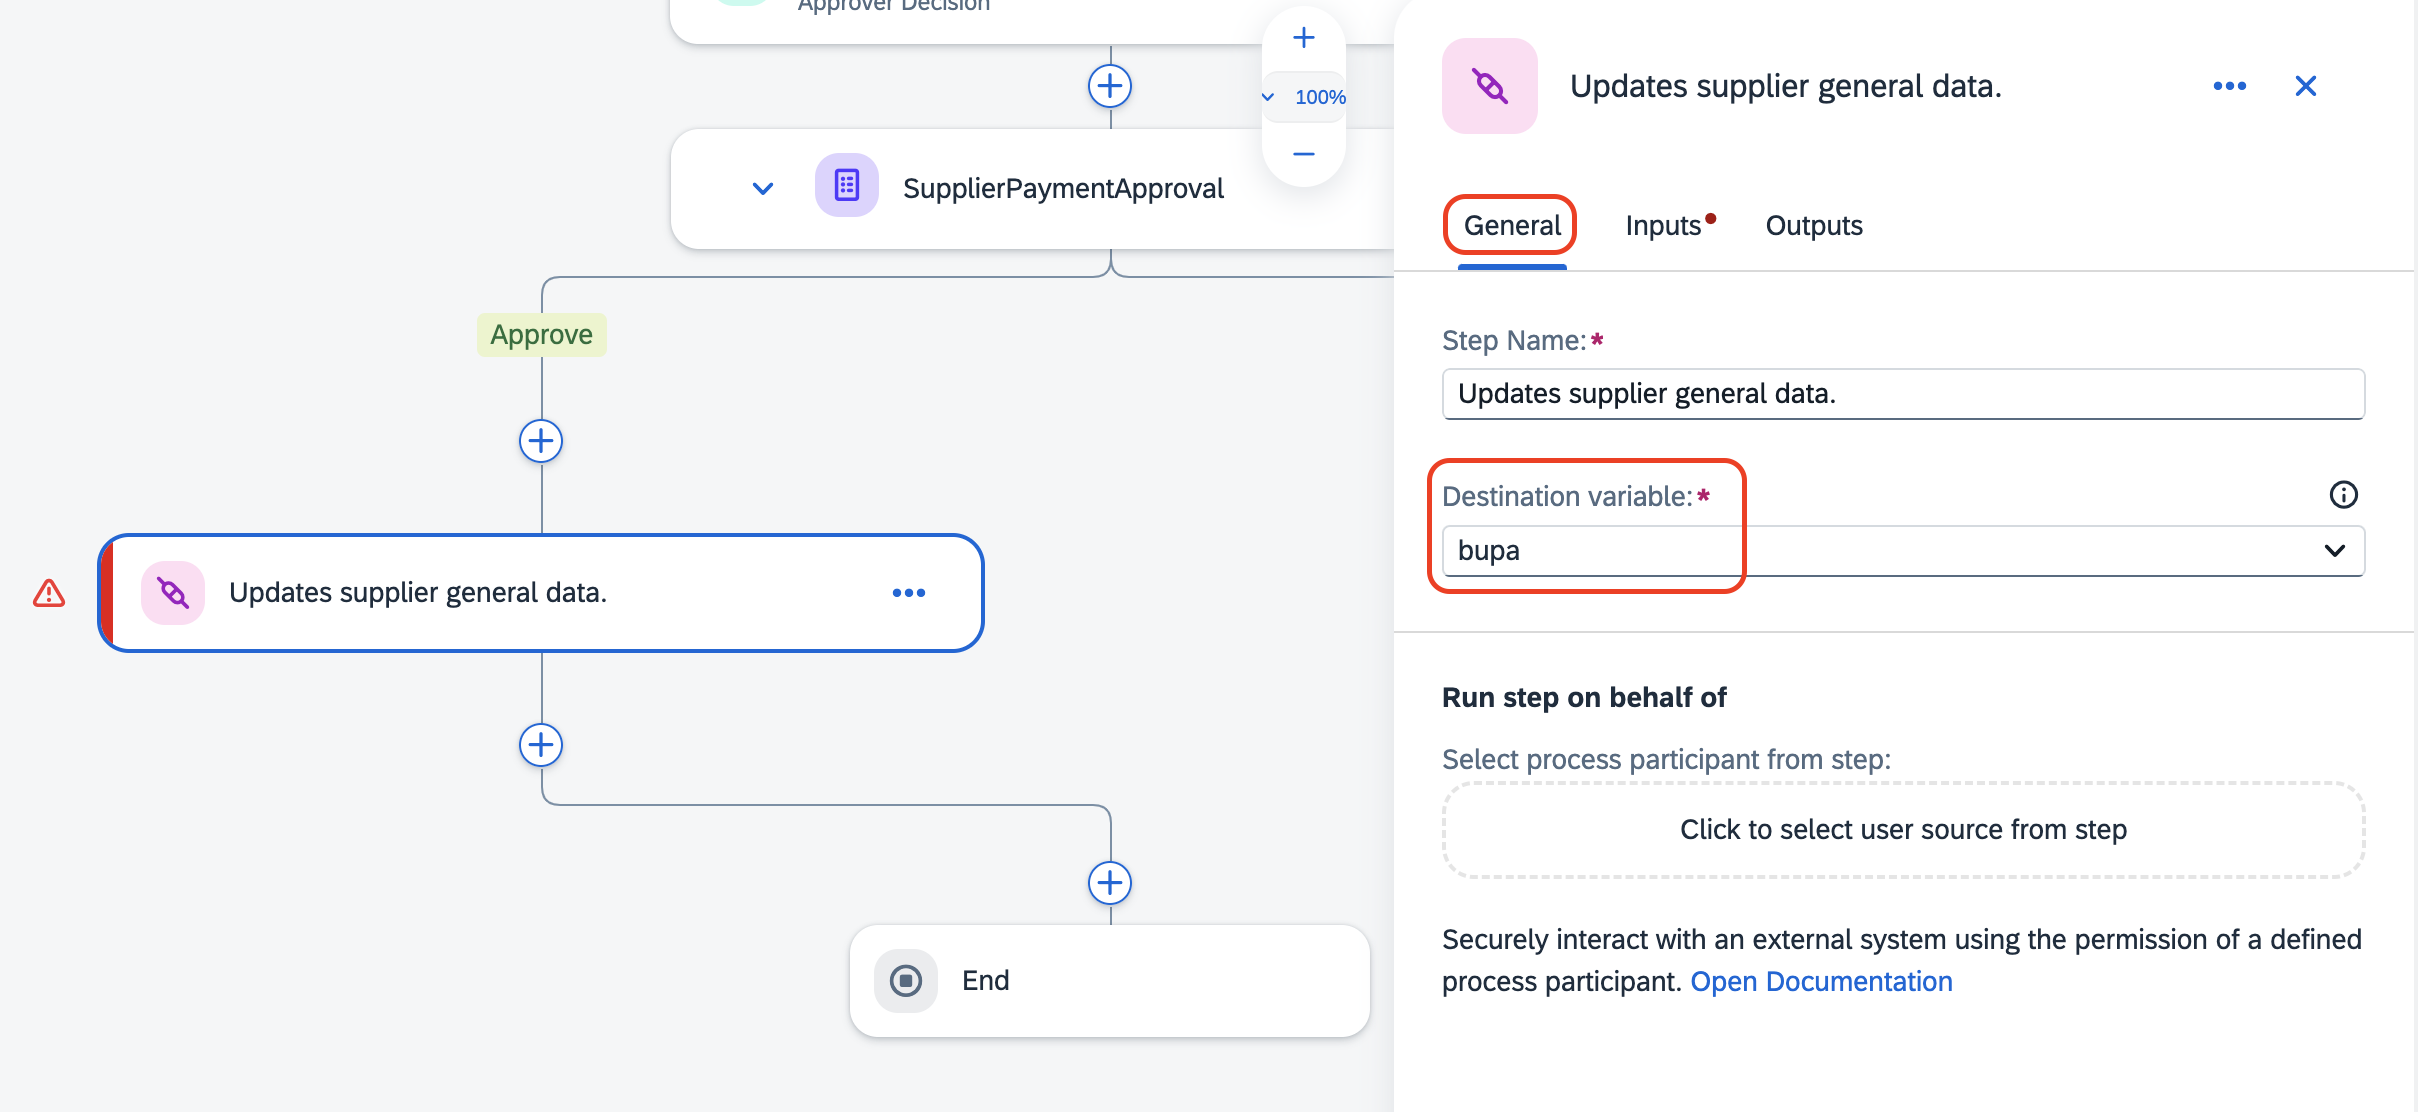 Approver Decision
100%
SupplierPaymentApproval
Approve
Updates supplier general data.
End
Updates supplier general data.
General
Inputs
Outputs
Step Name:*
Updates supplier general data.
Destination variable:*
bupa
Run step on behalf of
Select process participant from step:
Click to select user source from step
Securely interact with an external system using the permission of a defined
process participant. Open Documentation